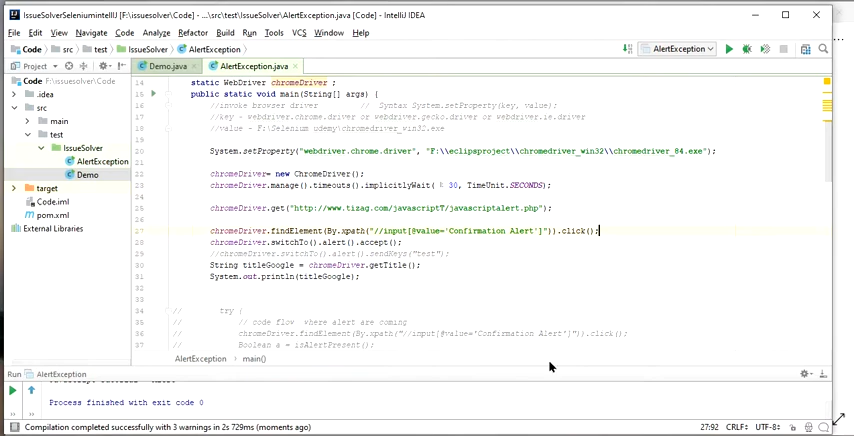 IssueSolverSeleniumintellIJ [F:\issuesolver\Code] - ...\src\test\IssueSolver\AlertException.java [Code] - IntelliJ IDEA
File Edit View Navigate Code Analyze Refactor Build Run Tools VCS Window Help
Code src test IssueSolver AlertException AlertException
Project Demo.java AlertException.java
Code F:\issuesolver\Code
.idea
src
main
test
IssueSolver
AlertException
Demo
target
Code.iml
pom.xml
External Libraries
14 static WebDriver chromeDriver ;
15 public static void main(String[] args) {
16 //invoke browser driver // Syntax System.setProperty(key, value);
17 //key - webdriver.chrome.driver or webdriver.gecko.driver or webdriver.ie.driver
18 //value - F:\Selenium udemy\chromedriver_win32.exe
19
20 System.setProperty("webdriver.chrome.driver", "F:\\eclipsproject\\chromedriver_win32\\chromedriver_84.exe");
21
22 chromeDriver= new ChromeDriver();
23 chromeDriver.manage().timeouts().implicitlyWait( 30, TimeUnit.SECONDS);
24
25 chromeDriver.get("http://www.tizag.com/javascriptT/javascriptalert.php");
26
27 chromeDriver.findElement(By.xpath("//input[@value='Confirmation Alert']")).click();
28 chromeDriver.switchTo().alert().accept();
29 //chromeDriver.switchTo().alert().sendKeys("test");
30 String titleGoogle = chromeDriver.getTitle();
31 System.out.println(titleGoogle);
32
33
34 // try {
35 // // code flov where alert are coming
36 // chromeDriver.findElement(By.xpath("//input[@value='Confirmation Alert']")).click();
37 // Boolean a = isAlertPresent();
AlertException > main()
Run AlertException
Process finished with exit code 0
Compilation completed successfully with 3 warnings in 2s 729ms (moments ago) 27:92 CRLF UTF-8